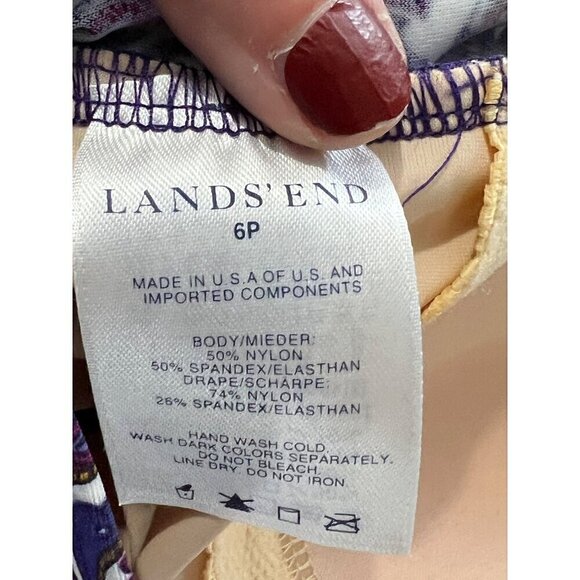 LANDS' END
6P
MADE IN U.S.A OF U.S. AND
IMPORTED COMPONENTS
BODY/MIEDER:
50% NYLON
50% SPANDEX/ELASTHAN
DRAPE/SCHARPE:
74% NYLON
26% SPANDEX/ELASTHAN
HAND WASH COLD.
WASH DARK COLORS SEPARATELY.
DO NOT BLEACH.
LINE DRY. DO NOT IRON.